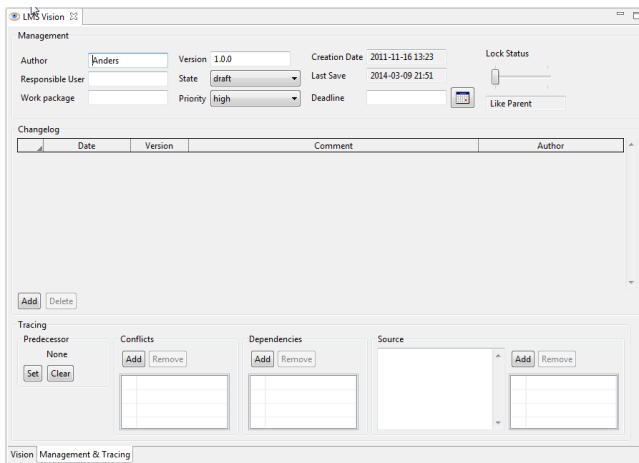 LMS Vision
Management
Author Anders Version 1.0.0 Creation Date 2011-11-16 13:23 Lock Status
Responsible User State draft Last Save 2014-03-09 21:51
Work package Priority high Deadline Like Parent
Changelog
Date Version Comment Author
Add Delete
Tracing
Predecessor Conflicts Dependencies Source
None Add Remove Add Remove Add Remove
Set Clear
Vision Management & Tracing